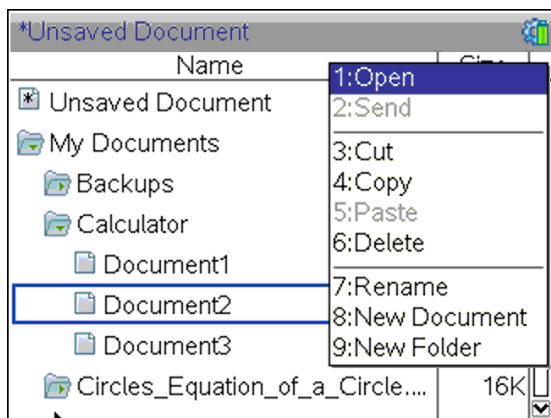 *Unsaved Document
Name
Unsaved Document
My Documents
Backups
Calculator
Document1
Document2
Document3
Circles_Equation_of_a_Circle.... 16K
1:Open
2:Send
3:Cut
4:Copy
5:Paste
6:Delete
7:Rename
8:New Document
9:New Folder